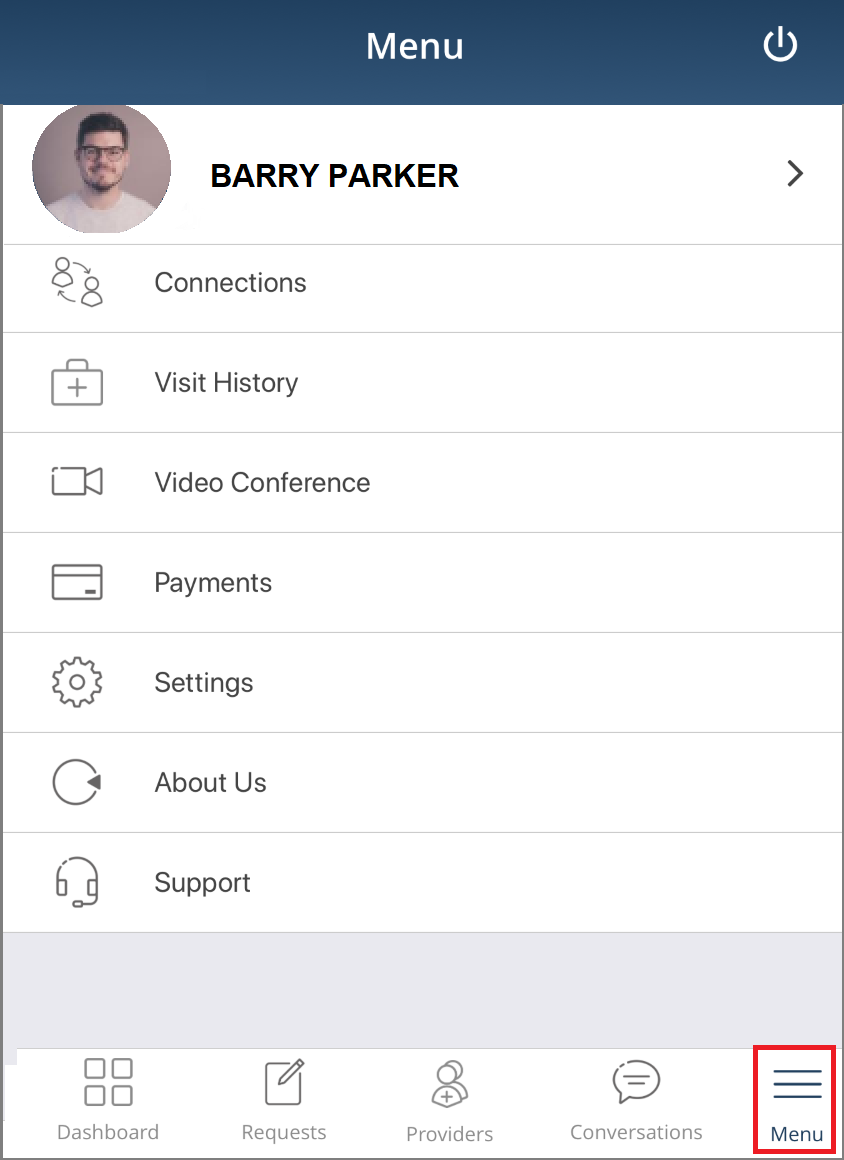 Menu
BARRY PARKER
Connections
Visit History
Video Conference
Payments
Settings
About Us
Support
Dashboard
Requests
Providers
Conversations
Menu